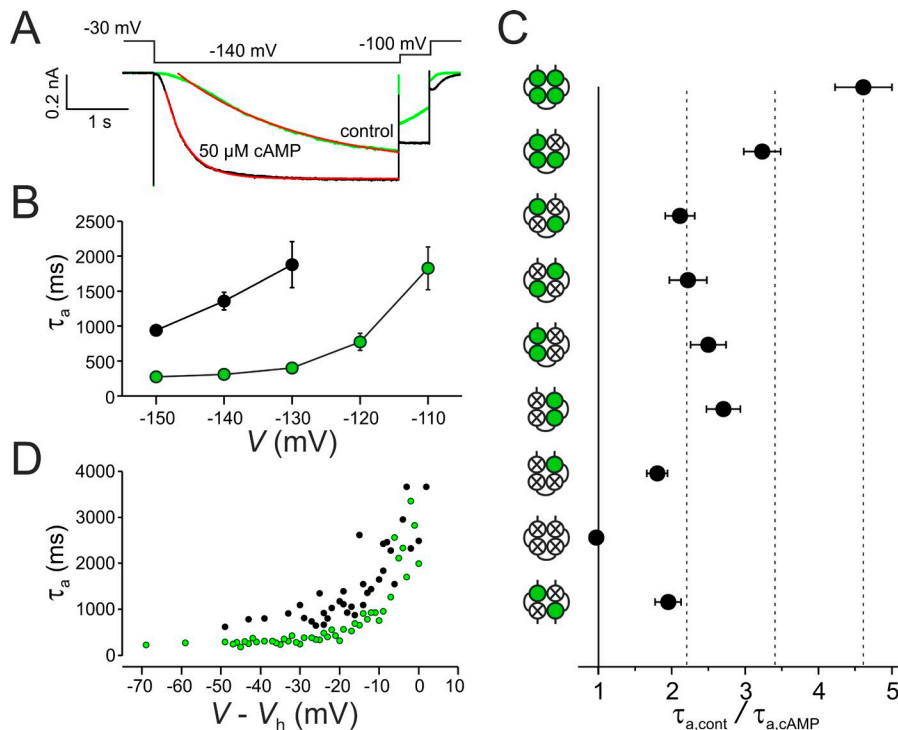 A
-30 mV
-140 mV
-100 mV
0.2 nA
1 s
control
50 µM cAMP
B
2500
2000
1500
1000
500
0
τa (ms)
-150
-140
-130
-120
-110
V (mV)
C
1
2
3
4
5
τa,cont / τa,cAMP
D
4000
3000
2000
1000
0
τa (ms)
-70
-60
-50
-40
-30
-20
-10
0
10
V - Vh (mV)